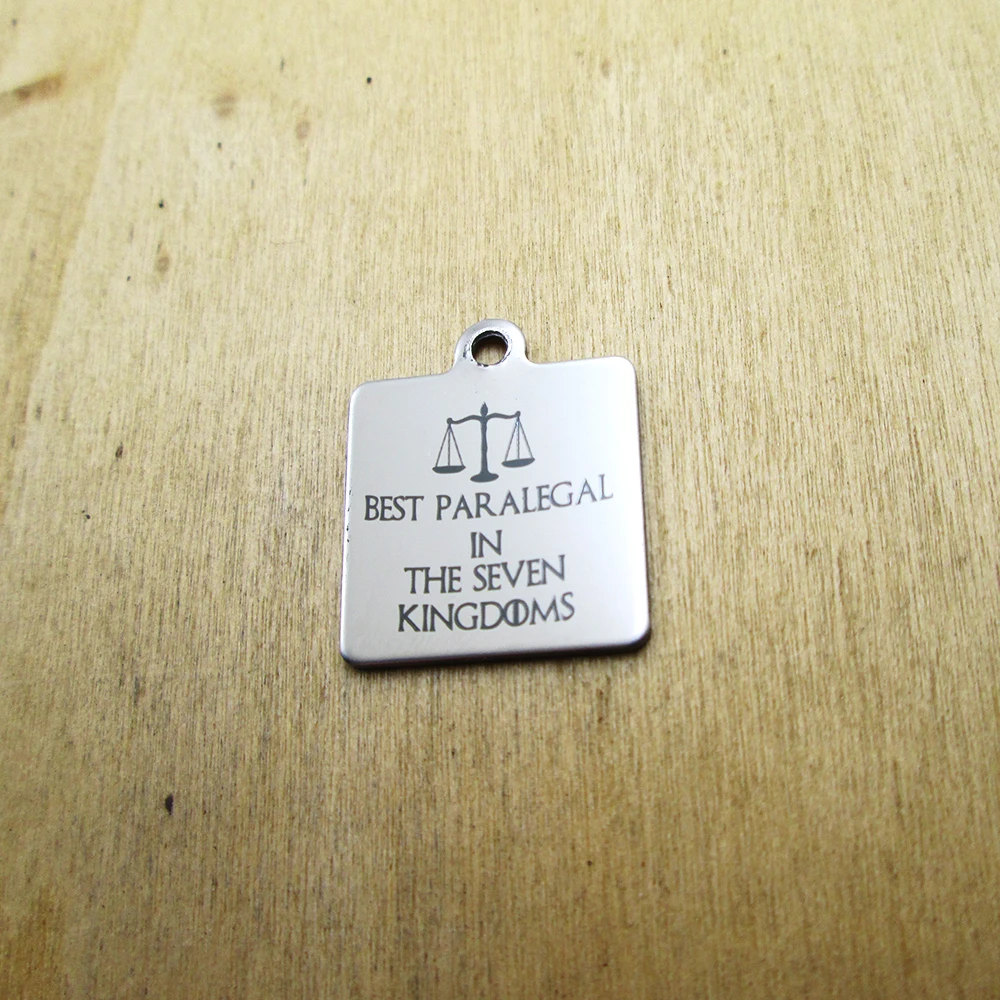 BEST PARALEGAL
IN
THE SEVEN
KINGDOMS